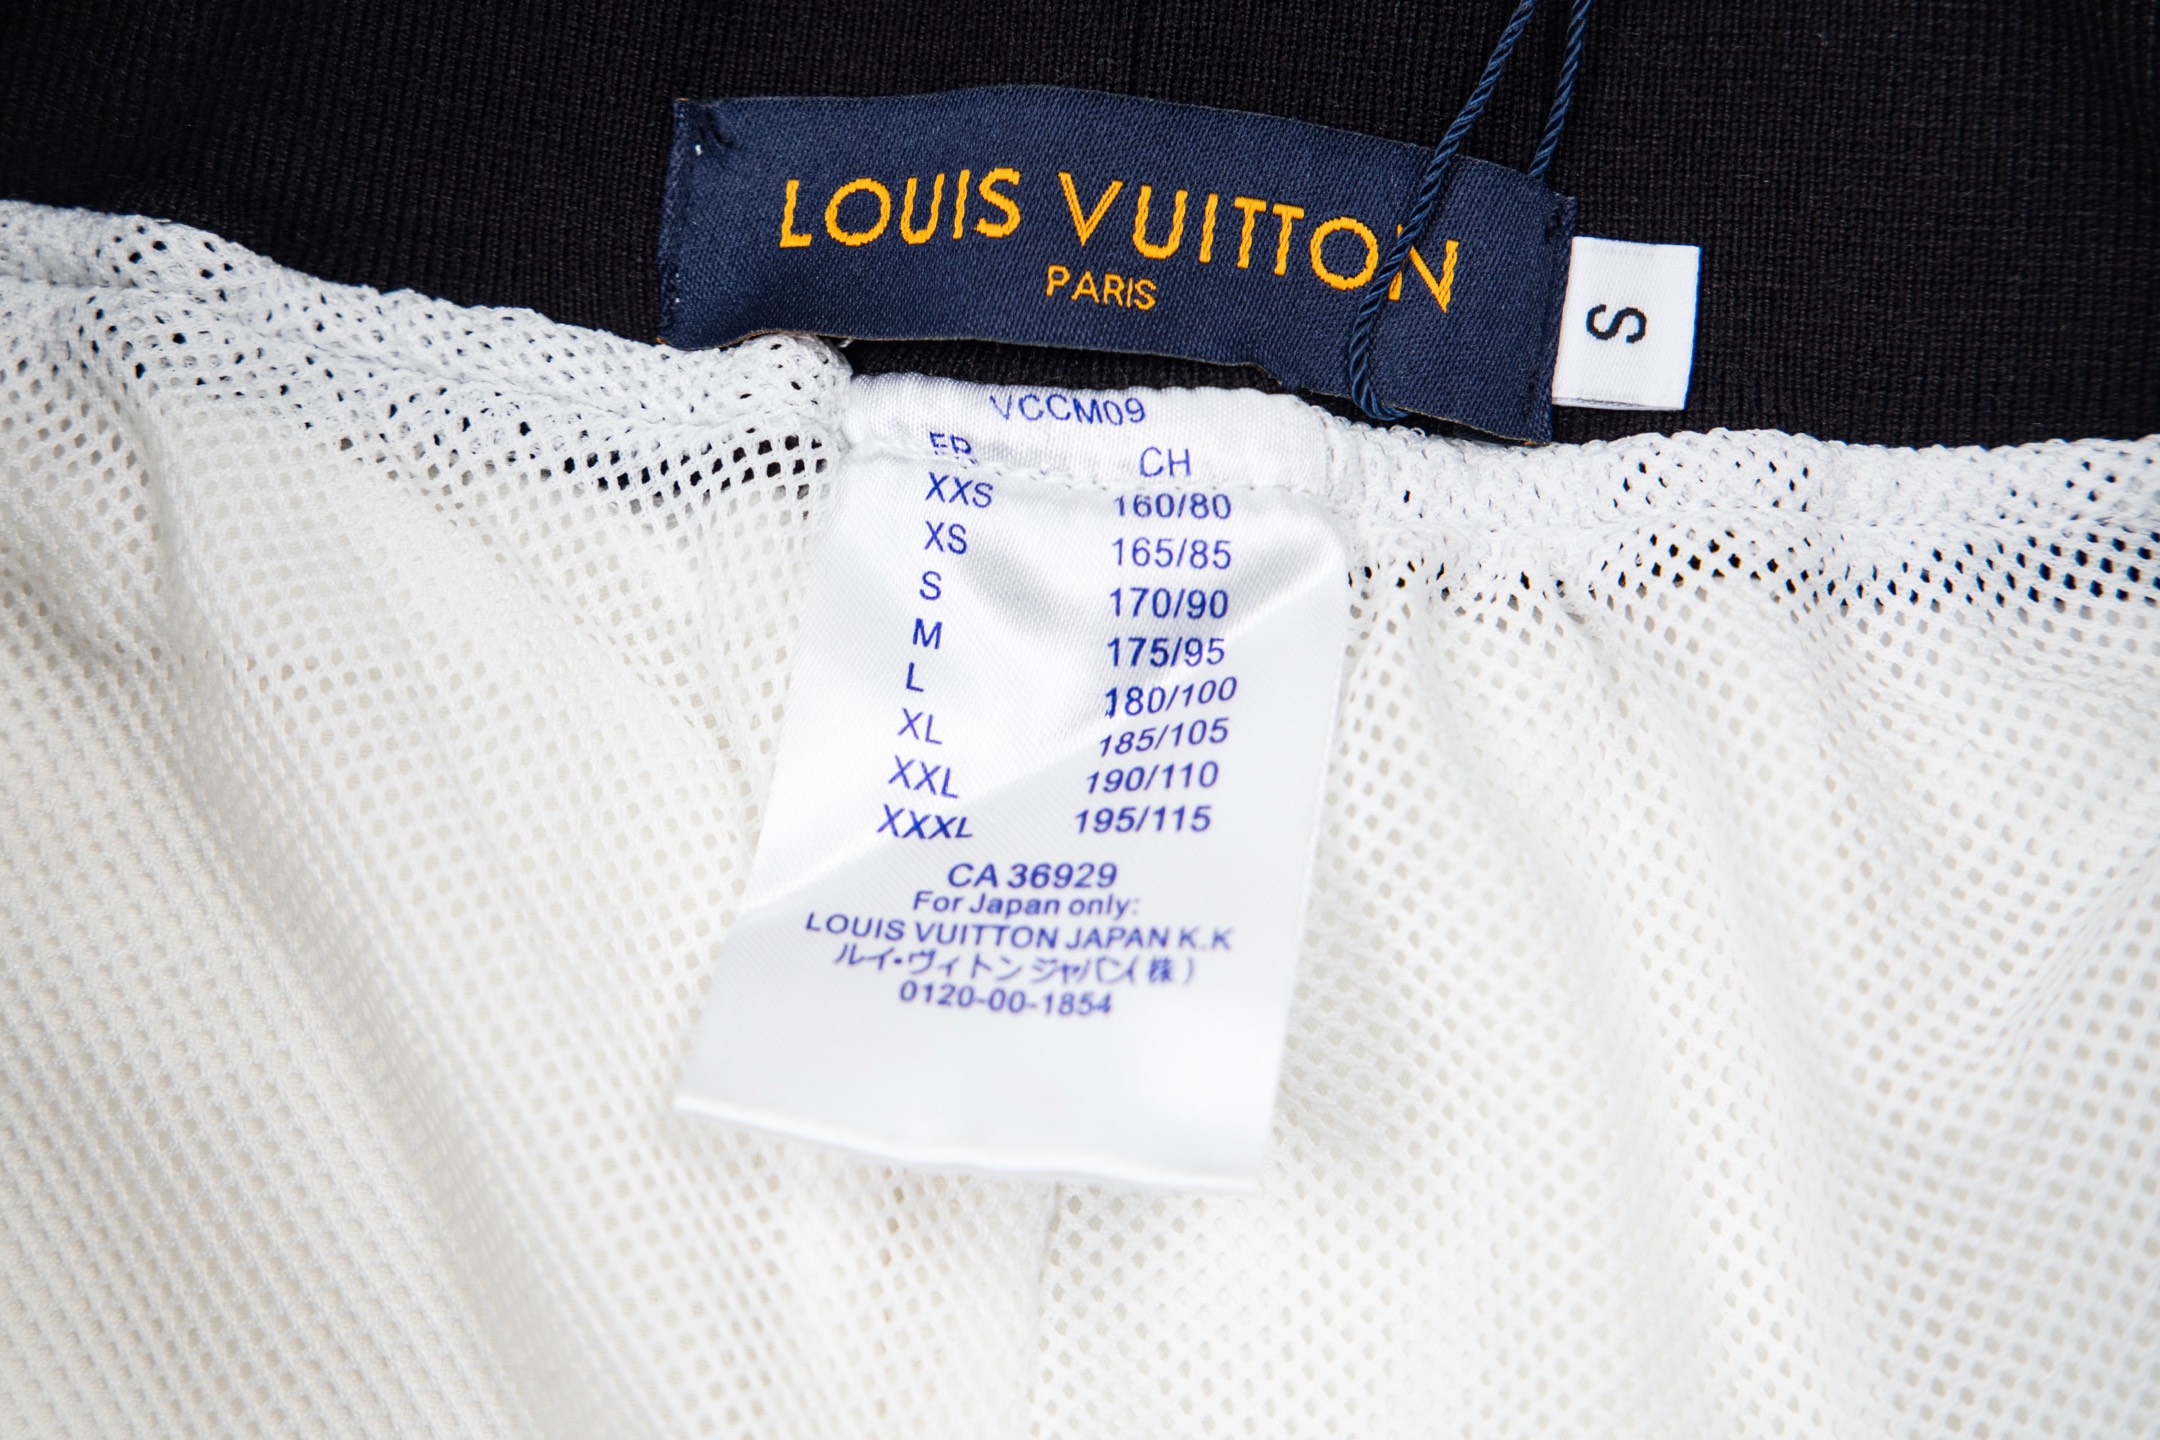 LOUIS VUITTON
PARIS
S
VCCM09
FR CH
XXS 160/80
XS 165/85
S 170/90
M 175/95
L 180/100
XL 185/105
XXL 190/110
XXXL 195/115
CA 36929
For Japan only:
LOUIS VUITTON JAPAN K.K
ルイ・ヴィトン ジャパン(株)
0120-00-1854